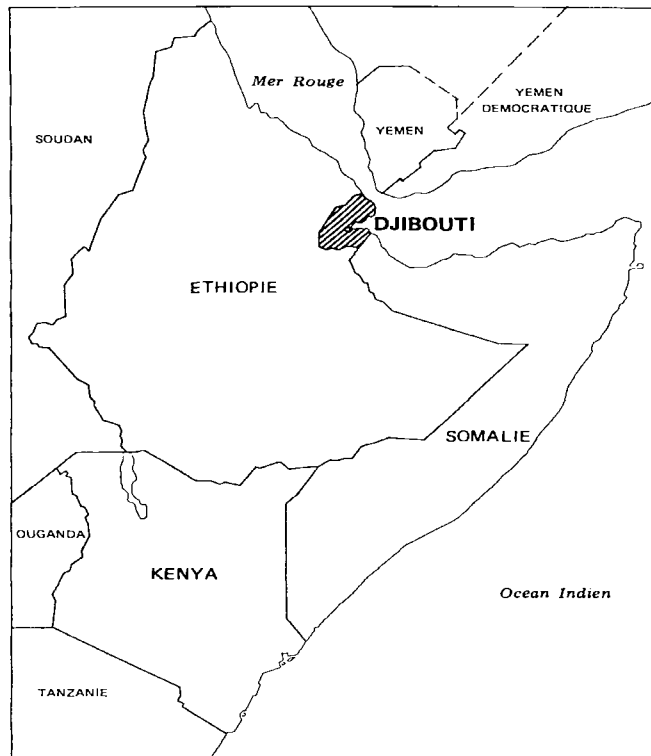 Mer Rouge
YEMEN
DEMOCRATIQUE
SOUDAN
YEMEN
DJIBOUTI
ETHIOPIE
SOMALIE
OUGANDA
KENYA
Ocean Indien
TANZANIE